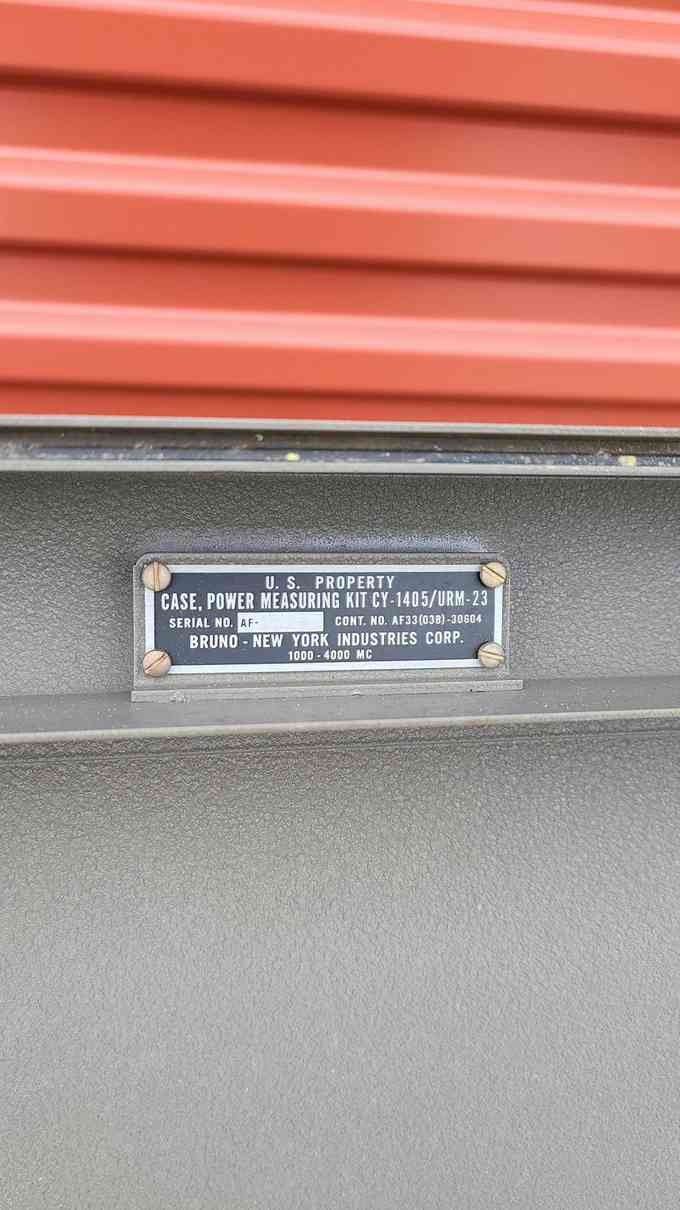 U. S. PROPERTY
CASE, POWER MEASURING KIT CY-1405/URM-23
SERIAL NO. AF- CONT. NO. AF33(038)-30604
BRUNO - NEW YORK INDUSTRIES CORP.
1000 - 4000 MC